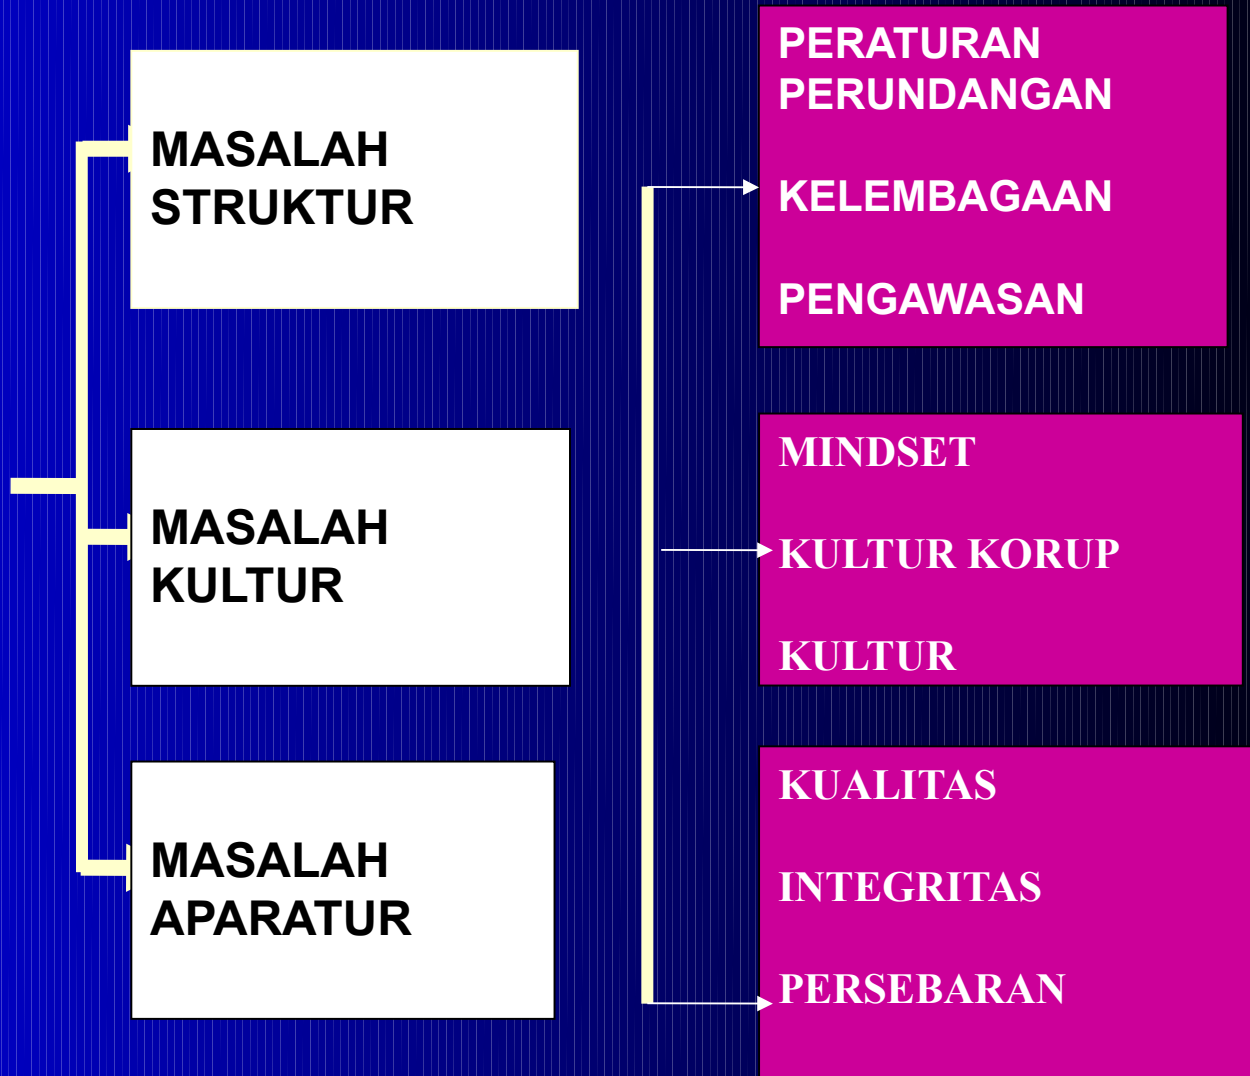 MASALAH
STRUKTUR
MASALAH
KULTUR
MASALAH
APARATUR
PERATURAN
PERUNDANGAN
KELEMBAGAAN
PENGAWASAN
MINDSET
KULTUR KORUP
KULTUR
KUALITAS
INTEGRITAS
PERSEBARAN